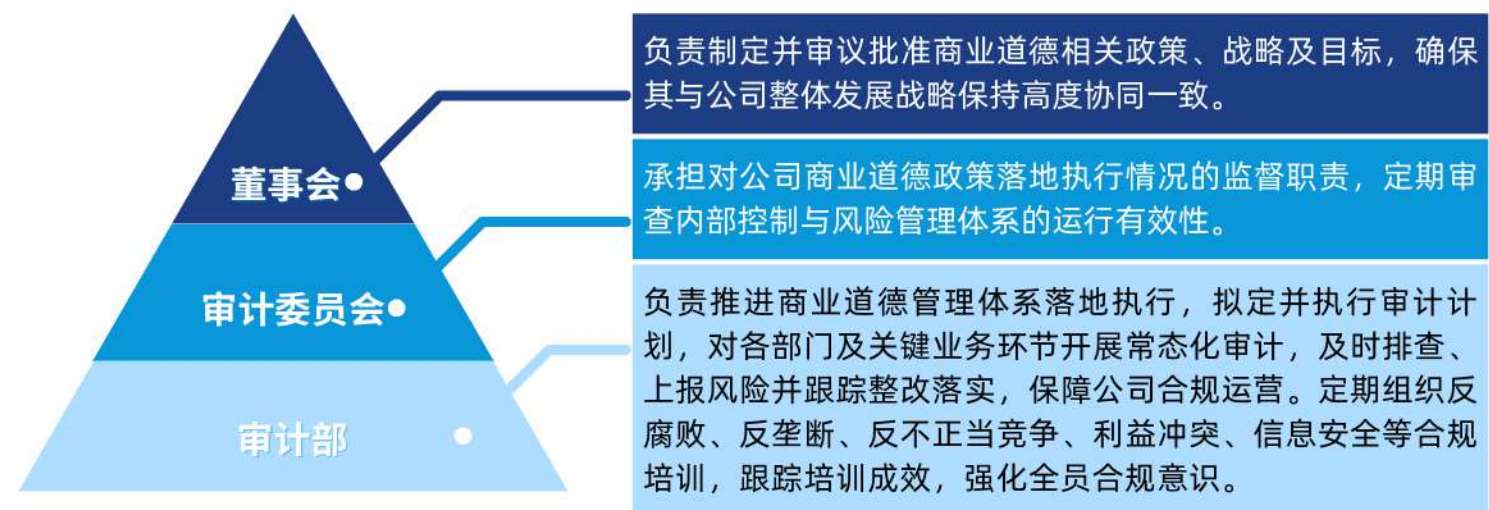 董事会
负责制定并审议批准商业道德相关政策、战略及目标，确保
其与公司整体发展战略保持高度协同一致。
审计委员会
承担对公司商业道德政策落地执行情况的监督职责，定期审
查内部控制与风险管理体系的运行有效性。
审计部
负责推进商业道德管理体系落地执行，拟定并执行审计计
划，对各部门及关键业务环节开展常态化审计，及时排查、
上报风险并跟踪整改落实，保障公司合规运营。定期组织反
腐败、反垄断、反不正当竞争、利益冲突、信息安全等合规
培训，跟踪培训成效，强化全员合规意识。